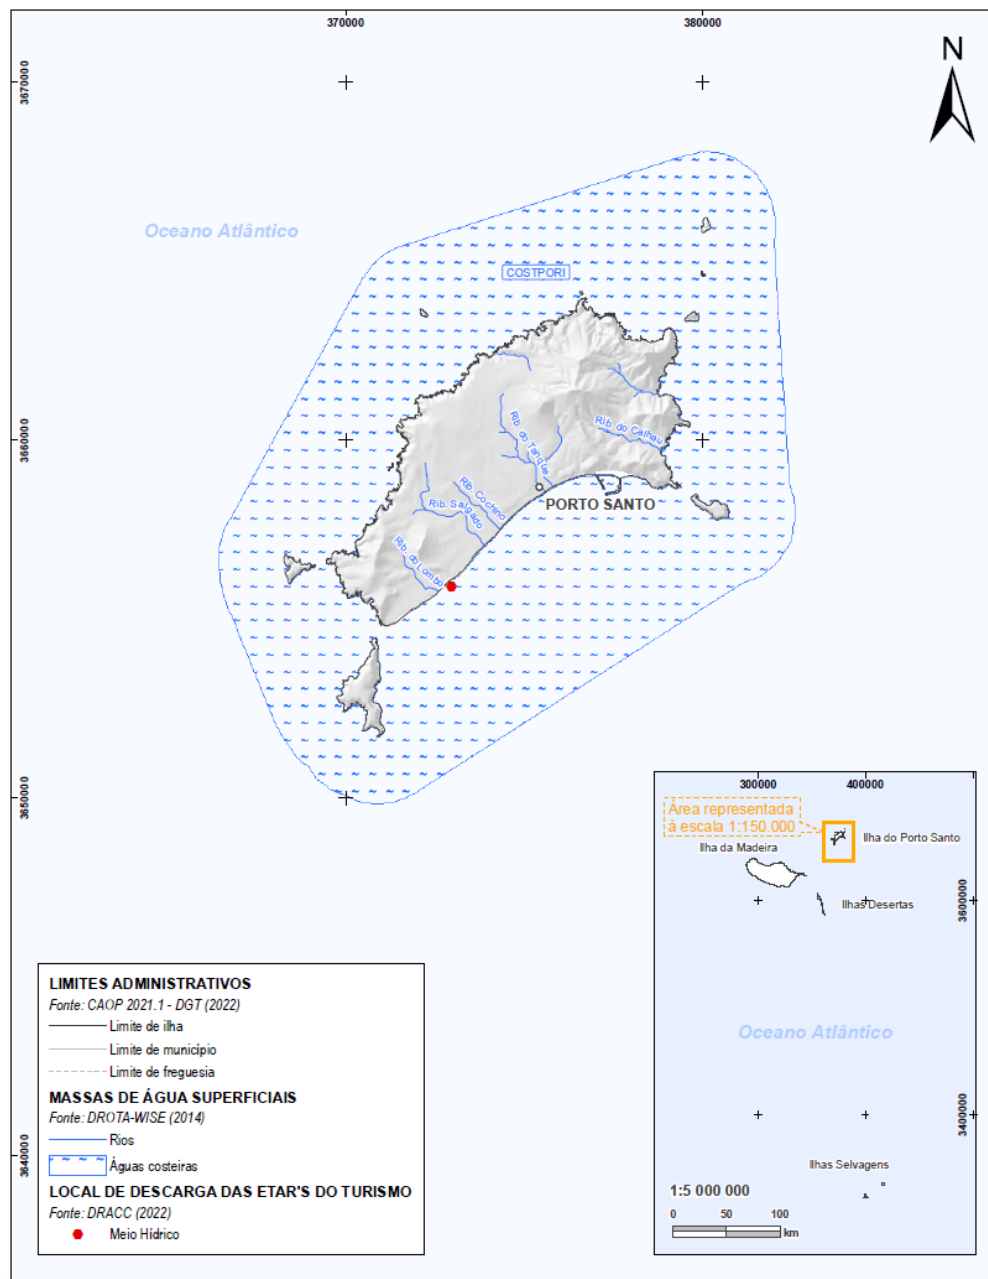 370000
380000
3670000
N
Oceano Atlântico
COSTPORI
3660000
Rib. do Tanque
Rib. do Calhau
Rib. Cochino
Rib. Salgado
PORTO SANTO
Rib. do Lombo
3650000
300000
400000
Área representada
à escala 1:150.000
Ilha do Porto Santo
Ilha da Madeira
3600000
Ilhas Desertas
Oceano Atlântico
3400000
Ilhas Selvagens
1:5 000 000
0 50 100
km
3640000
LIMITES ADMINISTRATIVOS
Fonte: CAOP 2021.1 - DGT (2022)
Limite de ilha
Limite de município
Limite de freguesia
MASSAS DE ÁGUA SUPERFICIAIS
Fonte: DROTA-WISE (2014)
Rios
Águas costeiras
LOCAL DE DESCARGA DAS ETAR'S DO TURISMO
Fonte: DRACC (2022)
Meio Hídrico